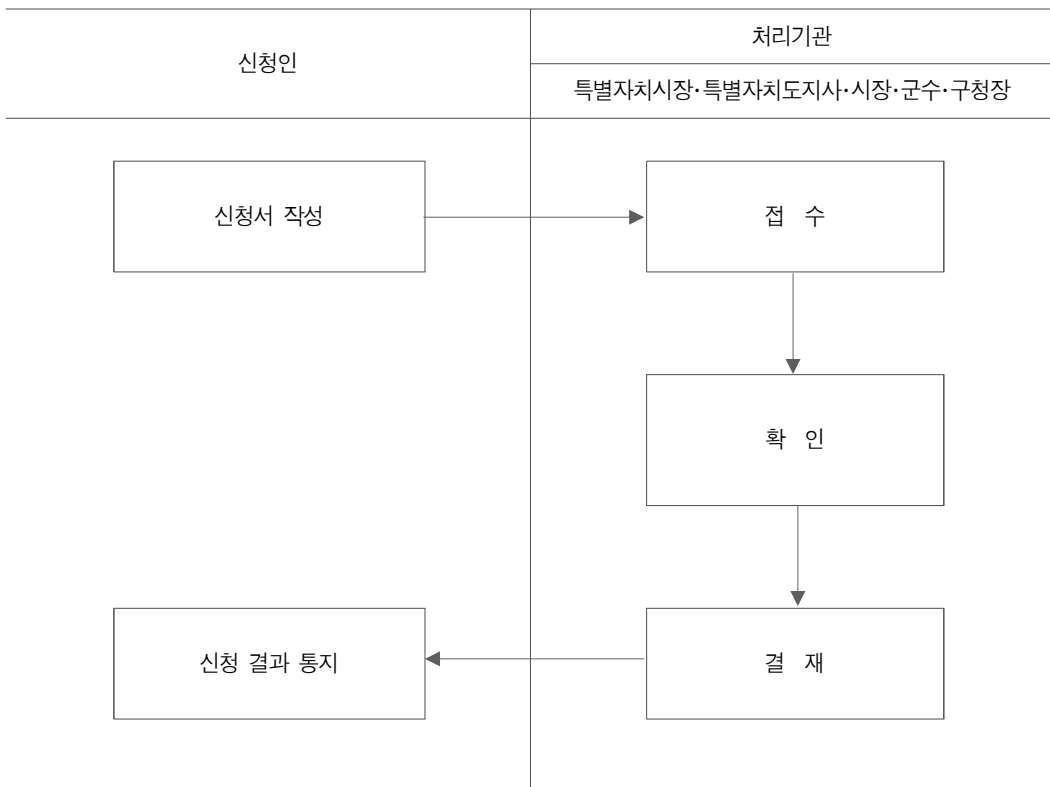 신청인
처리기관
특별자치시장·특별자치도지사·시장·군수·구청장
신청서 작성
접 수
확 인
신청 결과 통지
결 재